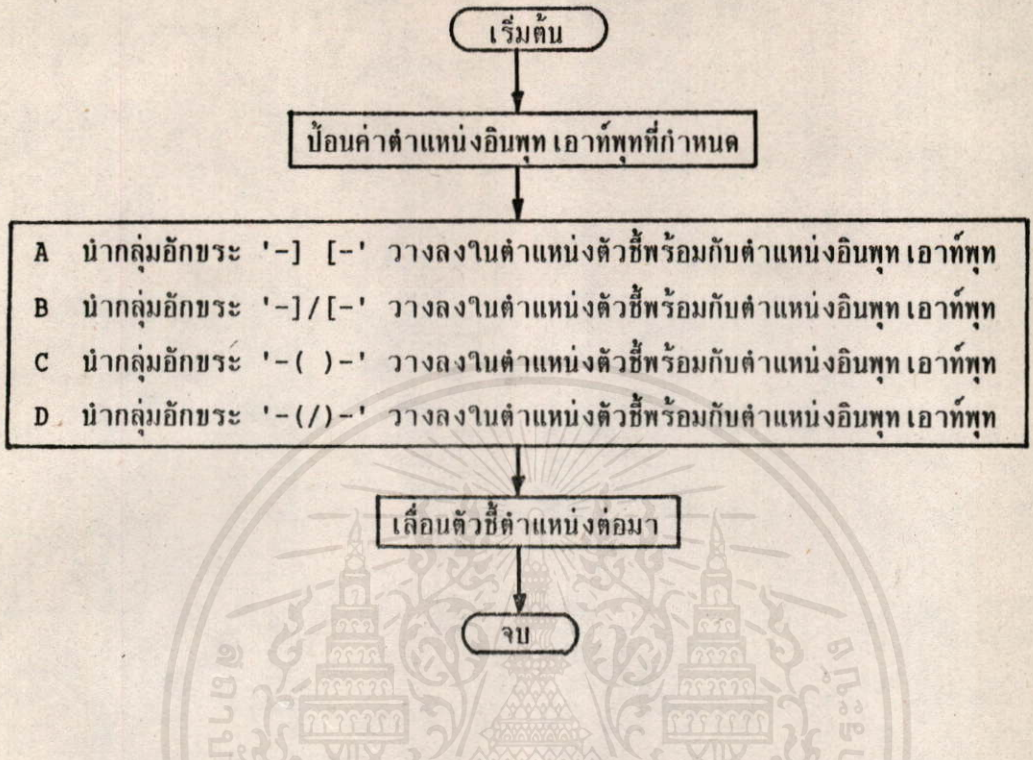 เริ่มต้น
ป้อนค่าตำแหน่งอินพุท เอาท์พุทที่กำหนด
A นำกลุ่มอักขระ '-] [-' วางลงในตำแหน่งตัวชี้พร้อมกับตำแหน่งอินพุท เอาท์พุท
B นำกลุ่มอักขระ '-]/[-' วางลงในตำแหน่งตัวชี้พร้อมกับตำแหน่งอินพุท เอาท์พุท
C นำกลุ่มอักขระ '-( )-' วางลงในตำแหน่งตัวชี้พร้อมกับตำแหน่งอินพุท เอาท์พุท
D นำกลุ่มอักขระ '-(/)-' วางลงในตำแหน่งตัวชี้พร้อมกับตำแหน่งอินพุท เอาท์พุท
เลื่อนตัวชี้ตำแหน่งต่อมา
จบ